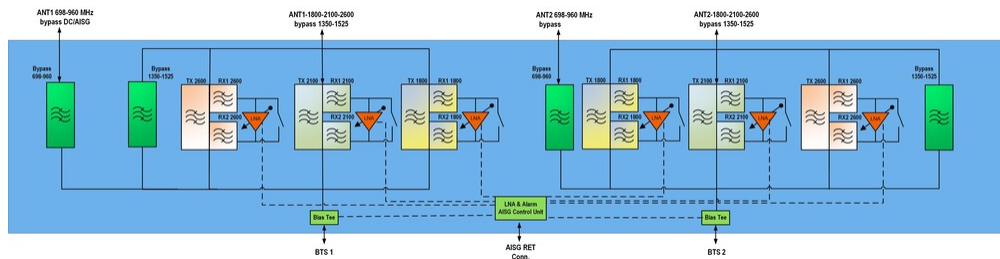 ANT1 698-960 MHz
bypass DC/AISG
ANT1-1800-2100-2600
bypass 1350-1525
ANT2 698-960 MHz
bypass
ANT2-1800-2100-2600
bypass 1350-1525
Bypass
698-960
Bypass
1350-1525
TX 2600
RX1 2600
RX2 2600
LNA
TX 2100
RX1 2100
RX2 2100
LNA
TX 1800
RX1 1800
RX2 1800
LNA
Bypass
698-960
TX 1800
RX1 1800
RX2 1800
LNA
TX 2100
RX1 2100
RX2 2100
LNA
TX 2600
RX1 2600
RX2 2600
LNA
Bypass
1350-1525
Bias Tee
LNA & Alarm
AISG Control Unit
Bias Tee
BTS 1
AISG RET
Conn.
BTS 2